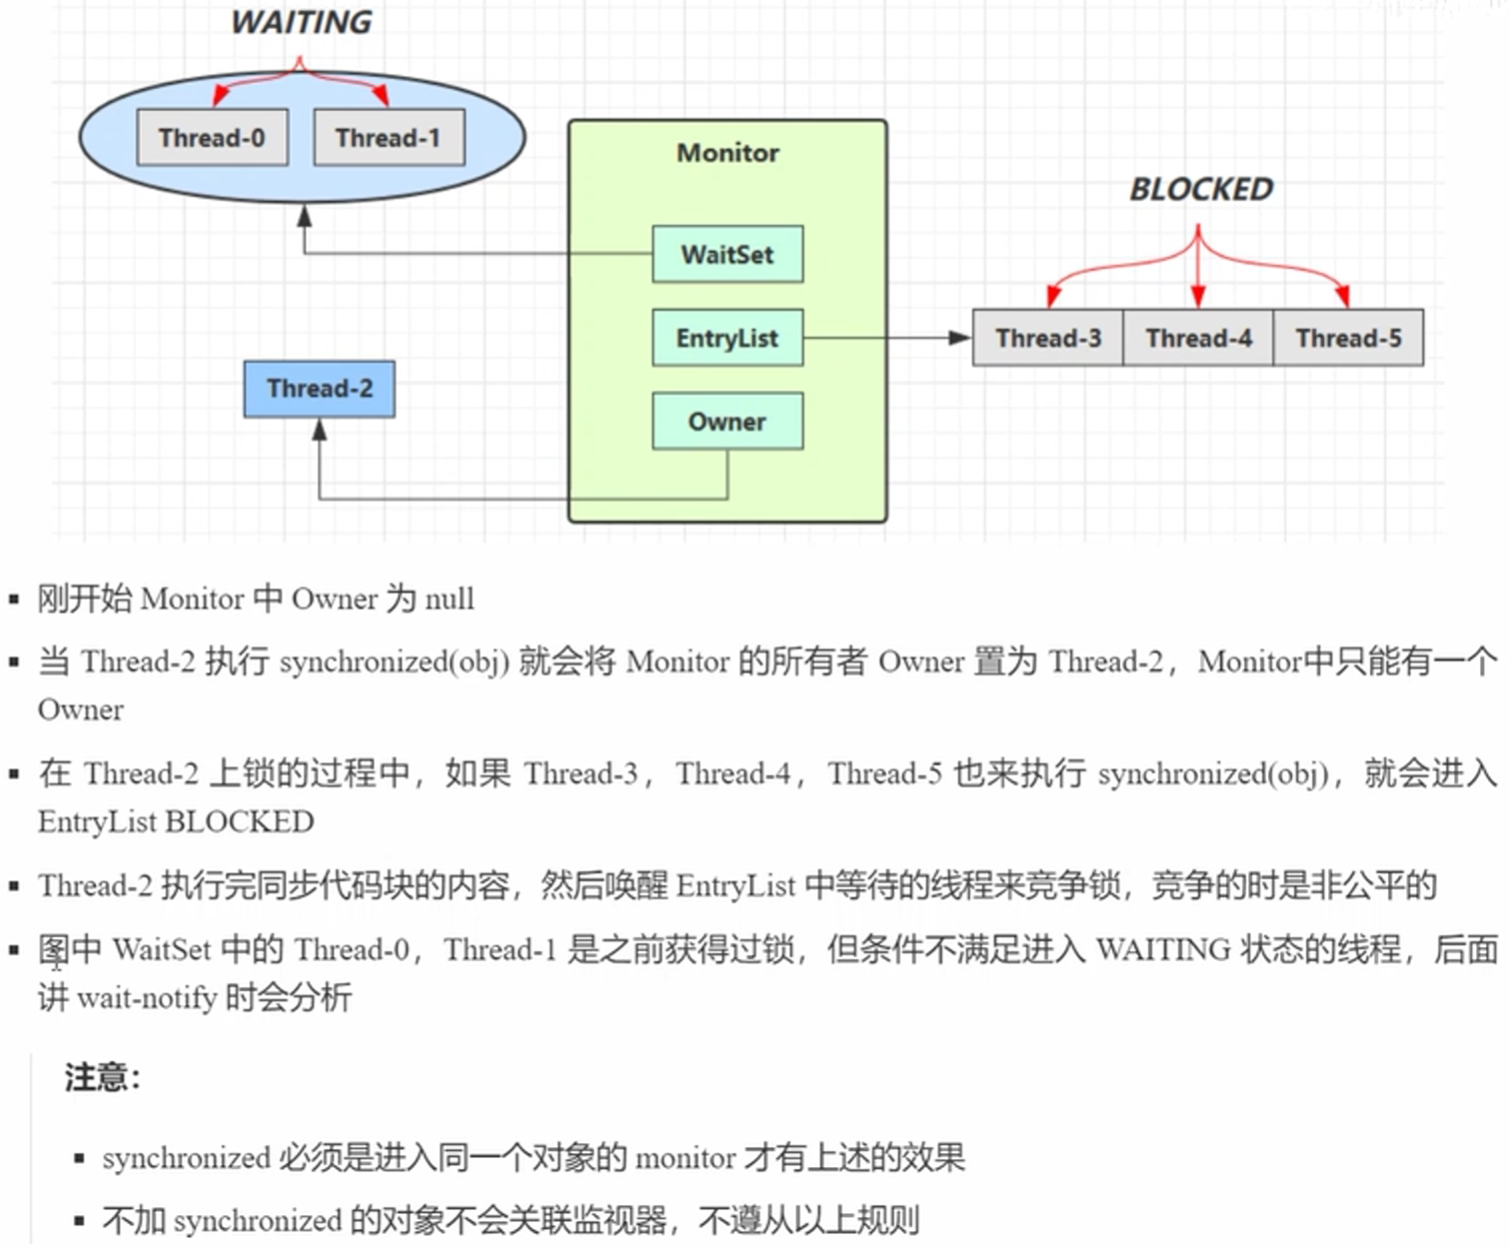 WAITING
Thread-0
Thread-1
Monitor
BLOCKED
WaitSet
EntryList
Thread-3
Thread-4
Thread-5
Thread-2
Owner
刚开始 Monitor 中 Owner 为 null
当 Thread-2 执行 synchronized(obj) 就会将 Monitor 的所有者 Owner 置为 Thread-2，Monitor中只能有一个
Owner
在 Thread-2 上锁的过程中，如果 Thread-3，Thread-4，Thread-5 也来执行 synchronized(obj)，就会进入
EntryList BLOCKED
Thread-2 执行完同步代码块的内容，然后唤醒 EntryList 中等待的线程来竞争锁，竞争的时是非公平的
图中 WaitSet 中的 Thread-0，Thread-1 是之前获得过锁，但条件不满足进入 WAITING 状态的线程，后面
讲 wait-notify 时会分析
注意：
synchronized 必须是进入同一个对象的 monitor 才有上述的效果
不加 synchronized 的对象不会关联监视器，不遵从以上规则